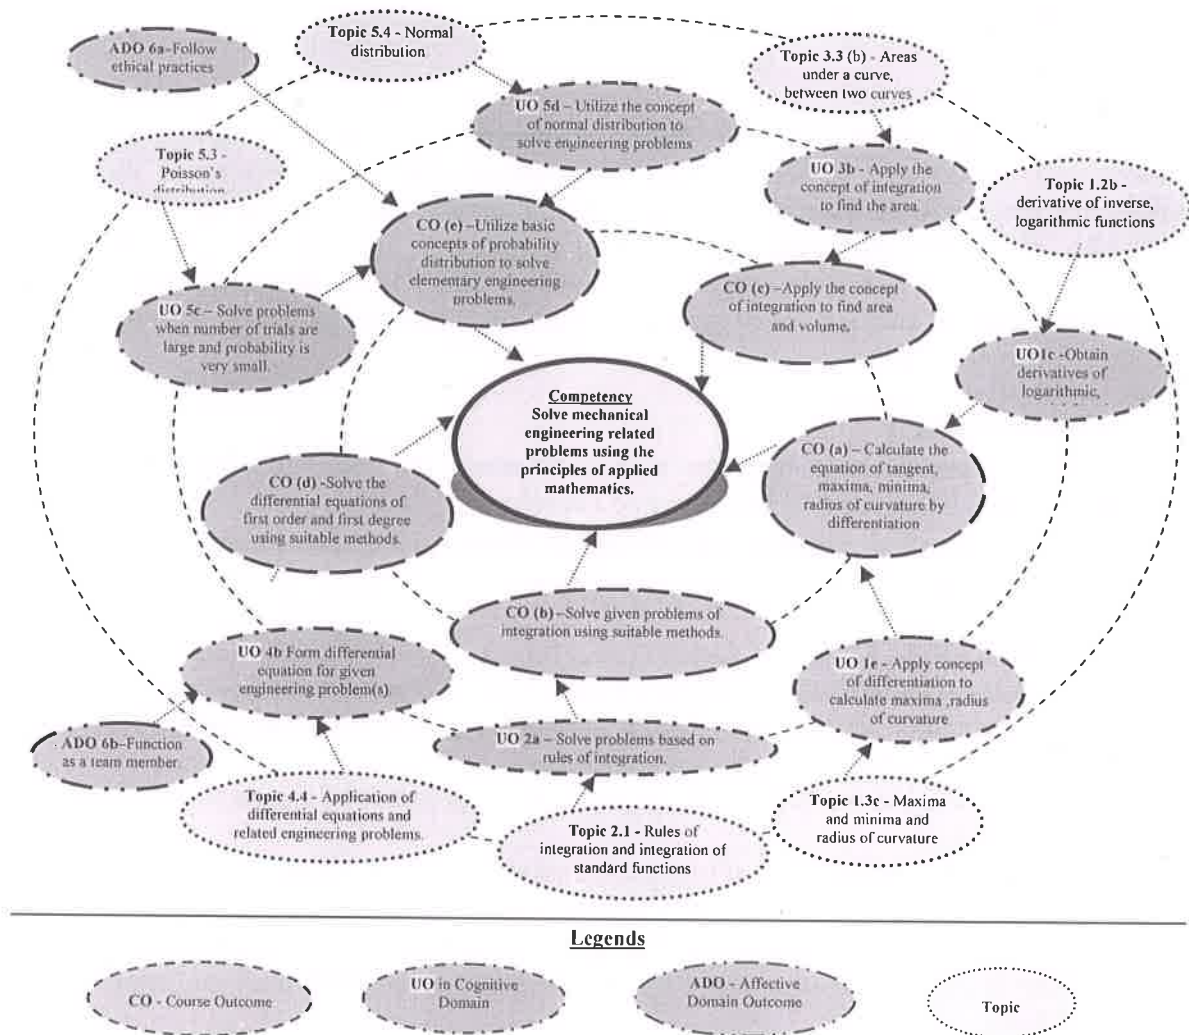 ADO 6a–Follow
ethical practices
Topic 5.4 - Normal
distribution
Topic 3.3 (b) - Areas
under a curve,
between two curves
UO 5d – Utilize the concept
of normal distribution to
solve engineering problems
Topic 5.3 -
Poisson's
distribution
UO 3b - Apply the
concept of integration
to find the area.
Topic 1.2b -
derivative of inverse,
logarithmic functions
CO (e) –Utilize basic
concepts of probability
distribution to solve
elementary engineering
problems.
CO (c) –Apply the concept
of integration to find area
and volume.
UO 5c – Solve problems
when number of trials are
large and probability is
very small.
UO1c -Obtain
derivatives of
logarithmic,
Competency
Solve mechanical
engineering related
problems using the
principles of applied
mathematics.
CO (a) – Calculate the
equation of tangent,
maxima, minima,
radius of curvature by
differentiation
CO (d) -Solve the
differential equations of
first order and first degree
using suitable methods.
CO (b) –Solve given problems of
integration using suitable methods.
UO 4b Form differential
equation for given
engineering problem(s).
UO 1e - Apply concept
of differentiation to
calculate maxima ,radius
of curvature
ADO 6b–Function
as a team member
UO 2a – Solve problems based on
rules of integration.
Topic 4.4 - Application of
differential equations and
related engineering problems.
Topic 2.1 - Rules of
integration and integration of
standard functions
Topic 1.3c - Maxima
and minima and
radius of curvature
Legends
CO - Course Outcome
UO in Cognitive
Domain
ADO - Affective
Domain Outcome
Topic